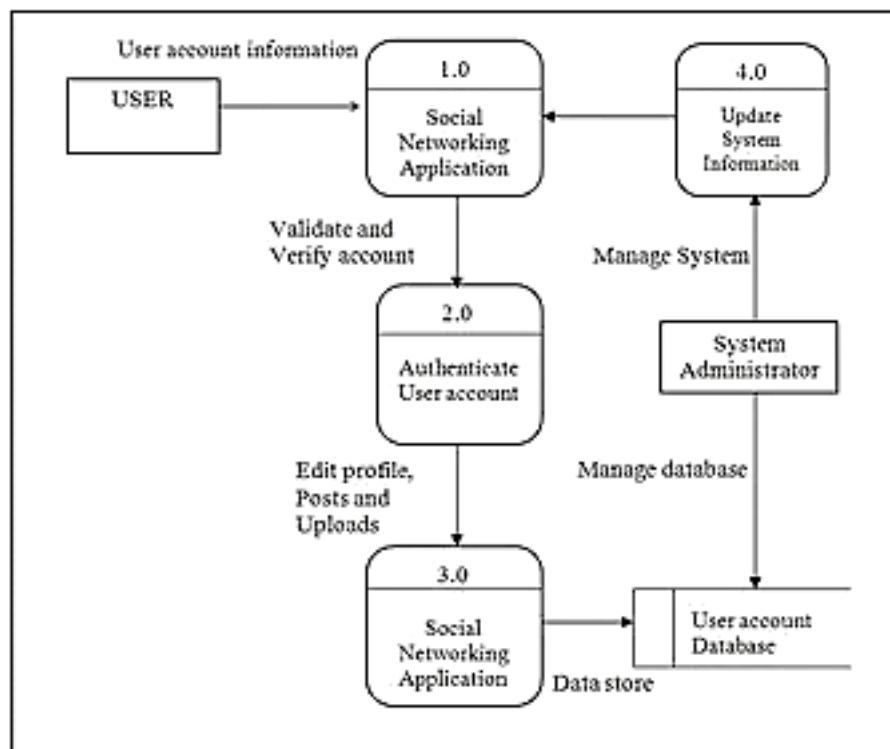 User account information
USER
1.0
Social
Networking
Application
4.0
Update
System
Information
Validate and
Verify account
Manage System
2.0
Authenticate
User account
System
Administrator
Edit profile,
Posts and
Uploads
Manage database
3.0
Social
Networking
Application
User account
Database
Data store